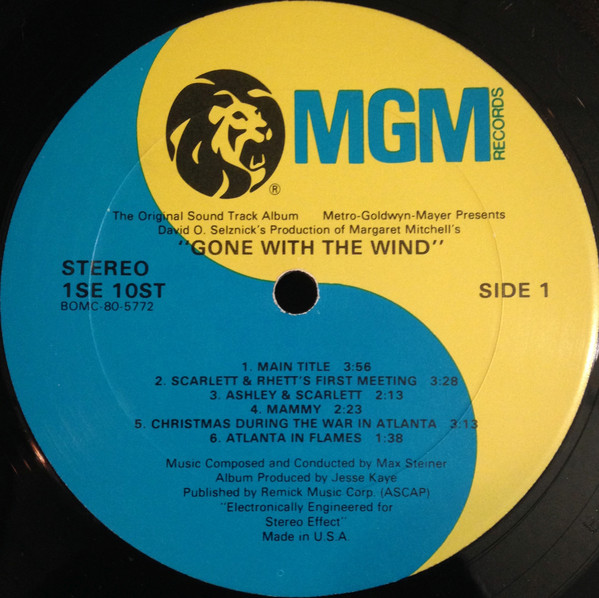 MGM
RECORDS
®
The Original Sound Track Album Metro-Goldwyn-Mayer Presents
David O. Selznick's Production of Margaret Mitchell's
"GONE WITH THE WIND"
STEREO
1SE 10ST
BOMC-80-5772
SIDE 1
1. MAIN TITLE 3:56
2. SCARLETT & RHETT'S FIRST MEETING 3:28
3. ASHLEY & SCARLETT 2:13
4. MAMMY 2:23
5. CHRISTMAS DURING THE WAR IN ATLANTA 3:13
6. ATLANTA IN FLAMES 1:38
Music Composed and Conducted by Max Steiner
Album Produced by Jesse Kaye
Published by Remick Music Corp. (ASCAP)
"Electronically Engineered for
Stereo Effect"
Made in U.S.A.